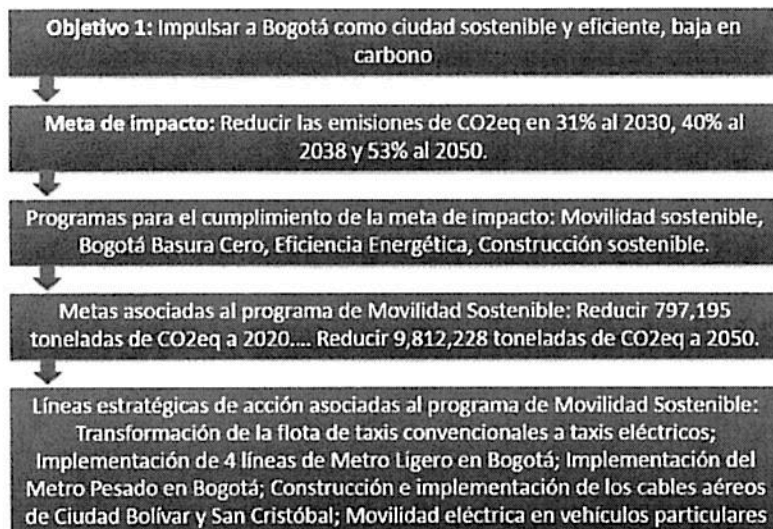 Objetivo 1: Impulsar a Bogotá como ciudad sostenible y eficiente, baja en
carbono
Meta de impacto: Reducir las emisiones de CO2eq en 31% al 2030, 40% al
2038 y 53% al 2050.
Programas para el cumplimiento de la meta de impacto: Movilidad sostenible,
Bogotá Basura Cero, Eficiencia Energética, Construcción sostenible.
Metas asociadas al programa de Movilidad Sostenible: Reducir 797,195
toneladas de CO2eq a 2020.... Reducir 9,812,228 toneladas de CO2eq a 2050.
Líneas estratégicas de acción asociadas al programa de Movilidad Sostenible:
Transformación de la flota de taxis convencionales a taxis eléctricos;
Implementación de 4 líneas de Metro Ligero en Bogotá; Implementación del
Metro Pesado en Bogotá; Construcción e implementación de los cables aéreos
de Ciudad Bolívar y San Cristóbal; Movilidad eléctrica en vehículos particulares